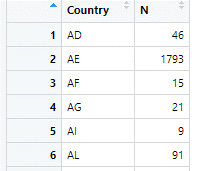 Country N
1 AD 46
2 AE 1793
3 AF 15
4 AG 21
5 AI 9
6 AL 91